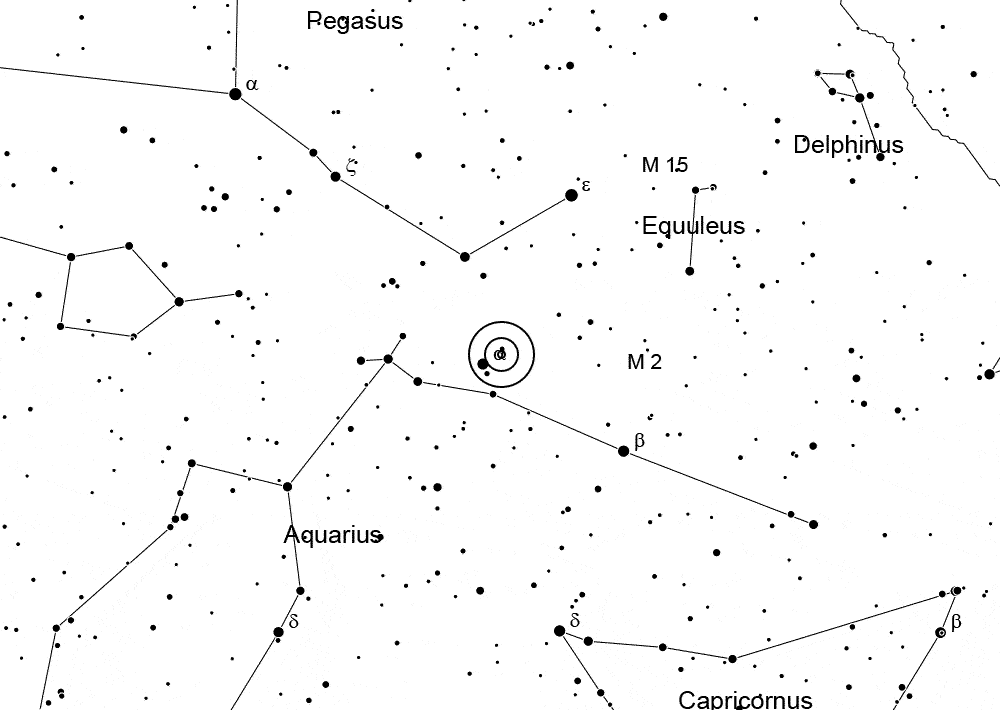 Pegasus
α
Delphinus
ζ
M 15
ε
Equuleus
M 2
α
β
Aquarius
δ
δ
β
Capricornus